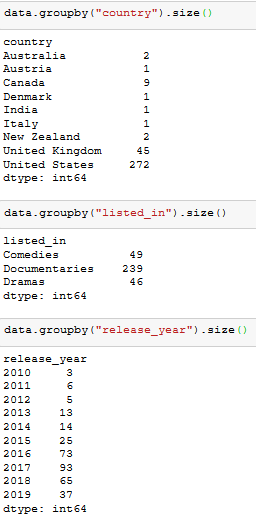 data.groupby("country").size()
country
Australia 2
Austria 1
Canada 9
Denmark 1
India 1
Italy 1
New Zealand 2
United Kingdom 45
United States 272
dtype: int64
data.groupby("listed_in").size()
listed_in
Comedies 49
Documentaries 239
Dramas 46
dtype: int64
data.groupby("release_year").size()
release_year
2010 3
2011 6
2012 5
2013 13
2014 14
2015 25
2016 73
2017 93
2018 65
2019 37
dtype: int64